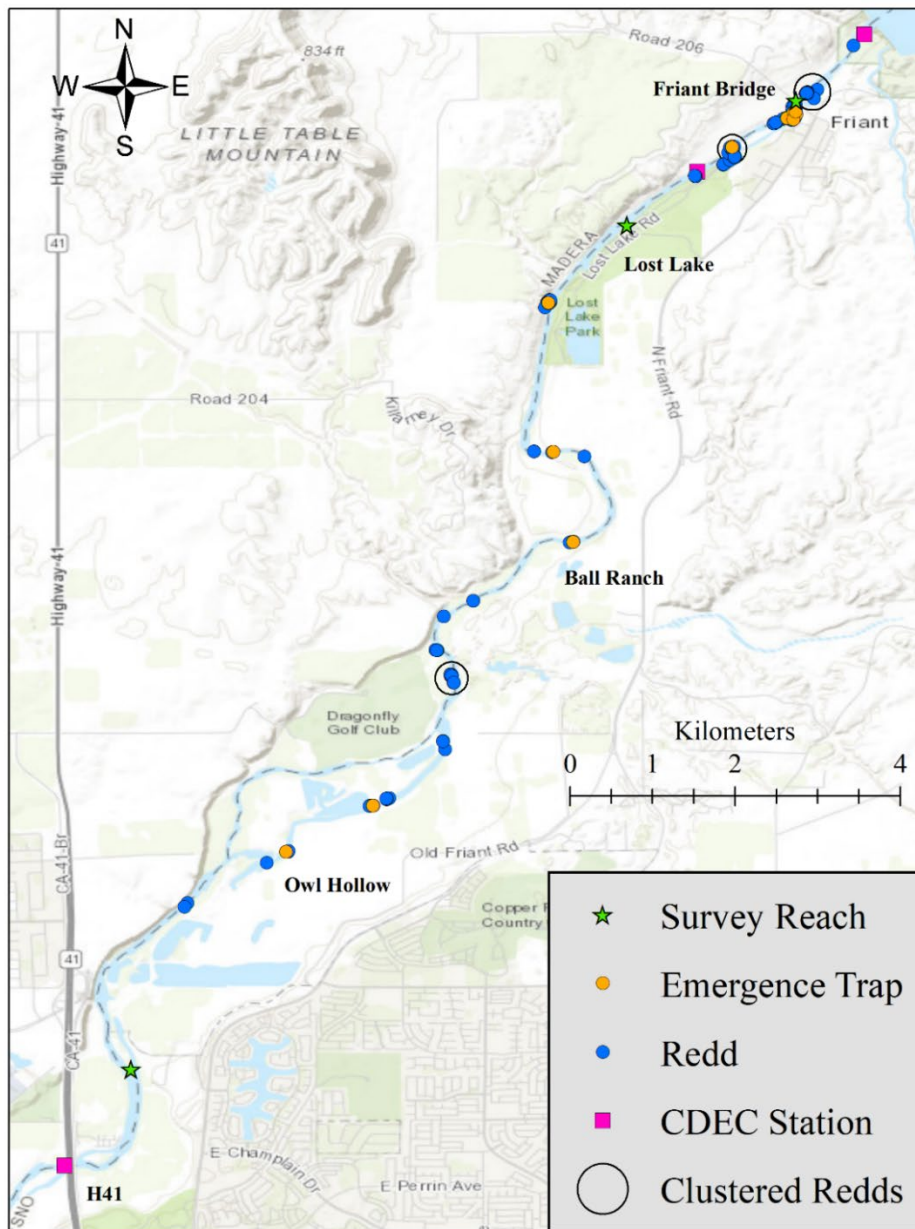 N
W E
S
834 ft
Road 206
Friant Bridge
Friant
LITTLE TABLE
MOUNTAIN
Highway-41
41
MADERA
Lost Lake Rd
Lost Lake
Lost
Lake
Park
N Friant Rd
Road 204
Killarney Dr
Ball Ranch
Highway-41
Dragonfly
Golf Club
Kilometers
0 1 2 4
CA-41-Br
Old Friant Rd
Owl Hollow
Copper
Country
41
CA-41
E Champlain Dr
E Perrin Ave
H41
SNO
Survey Reach
Emergence Trap
Redd
CDEC Station
Clustered Redds